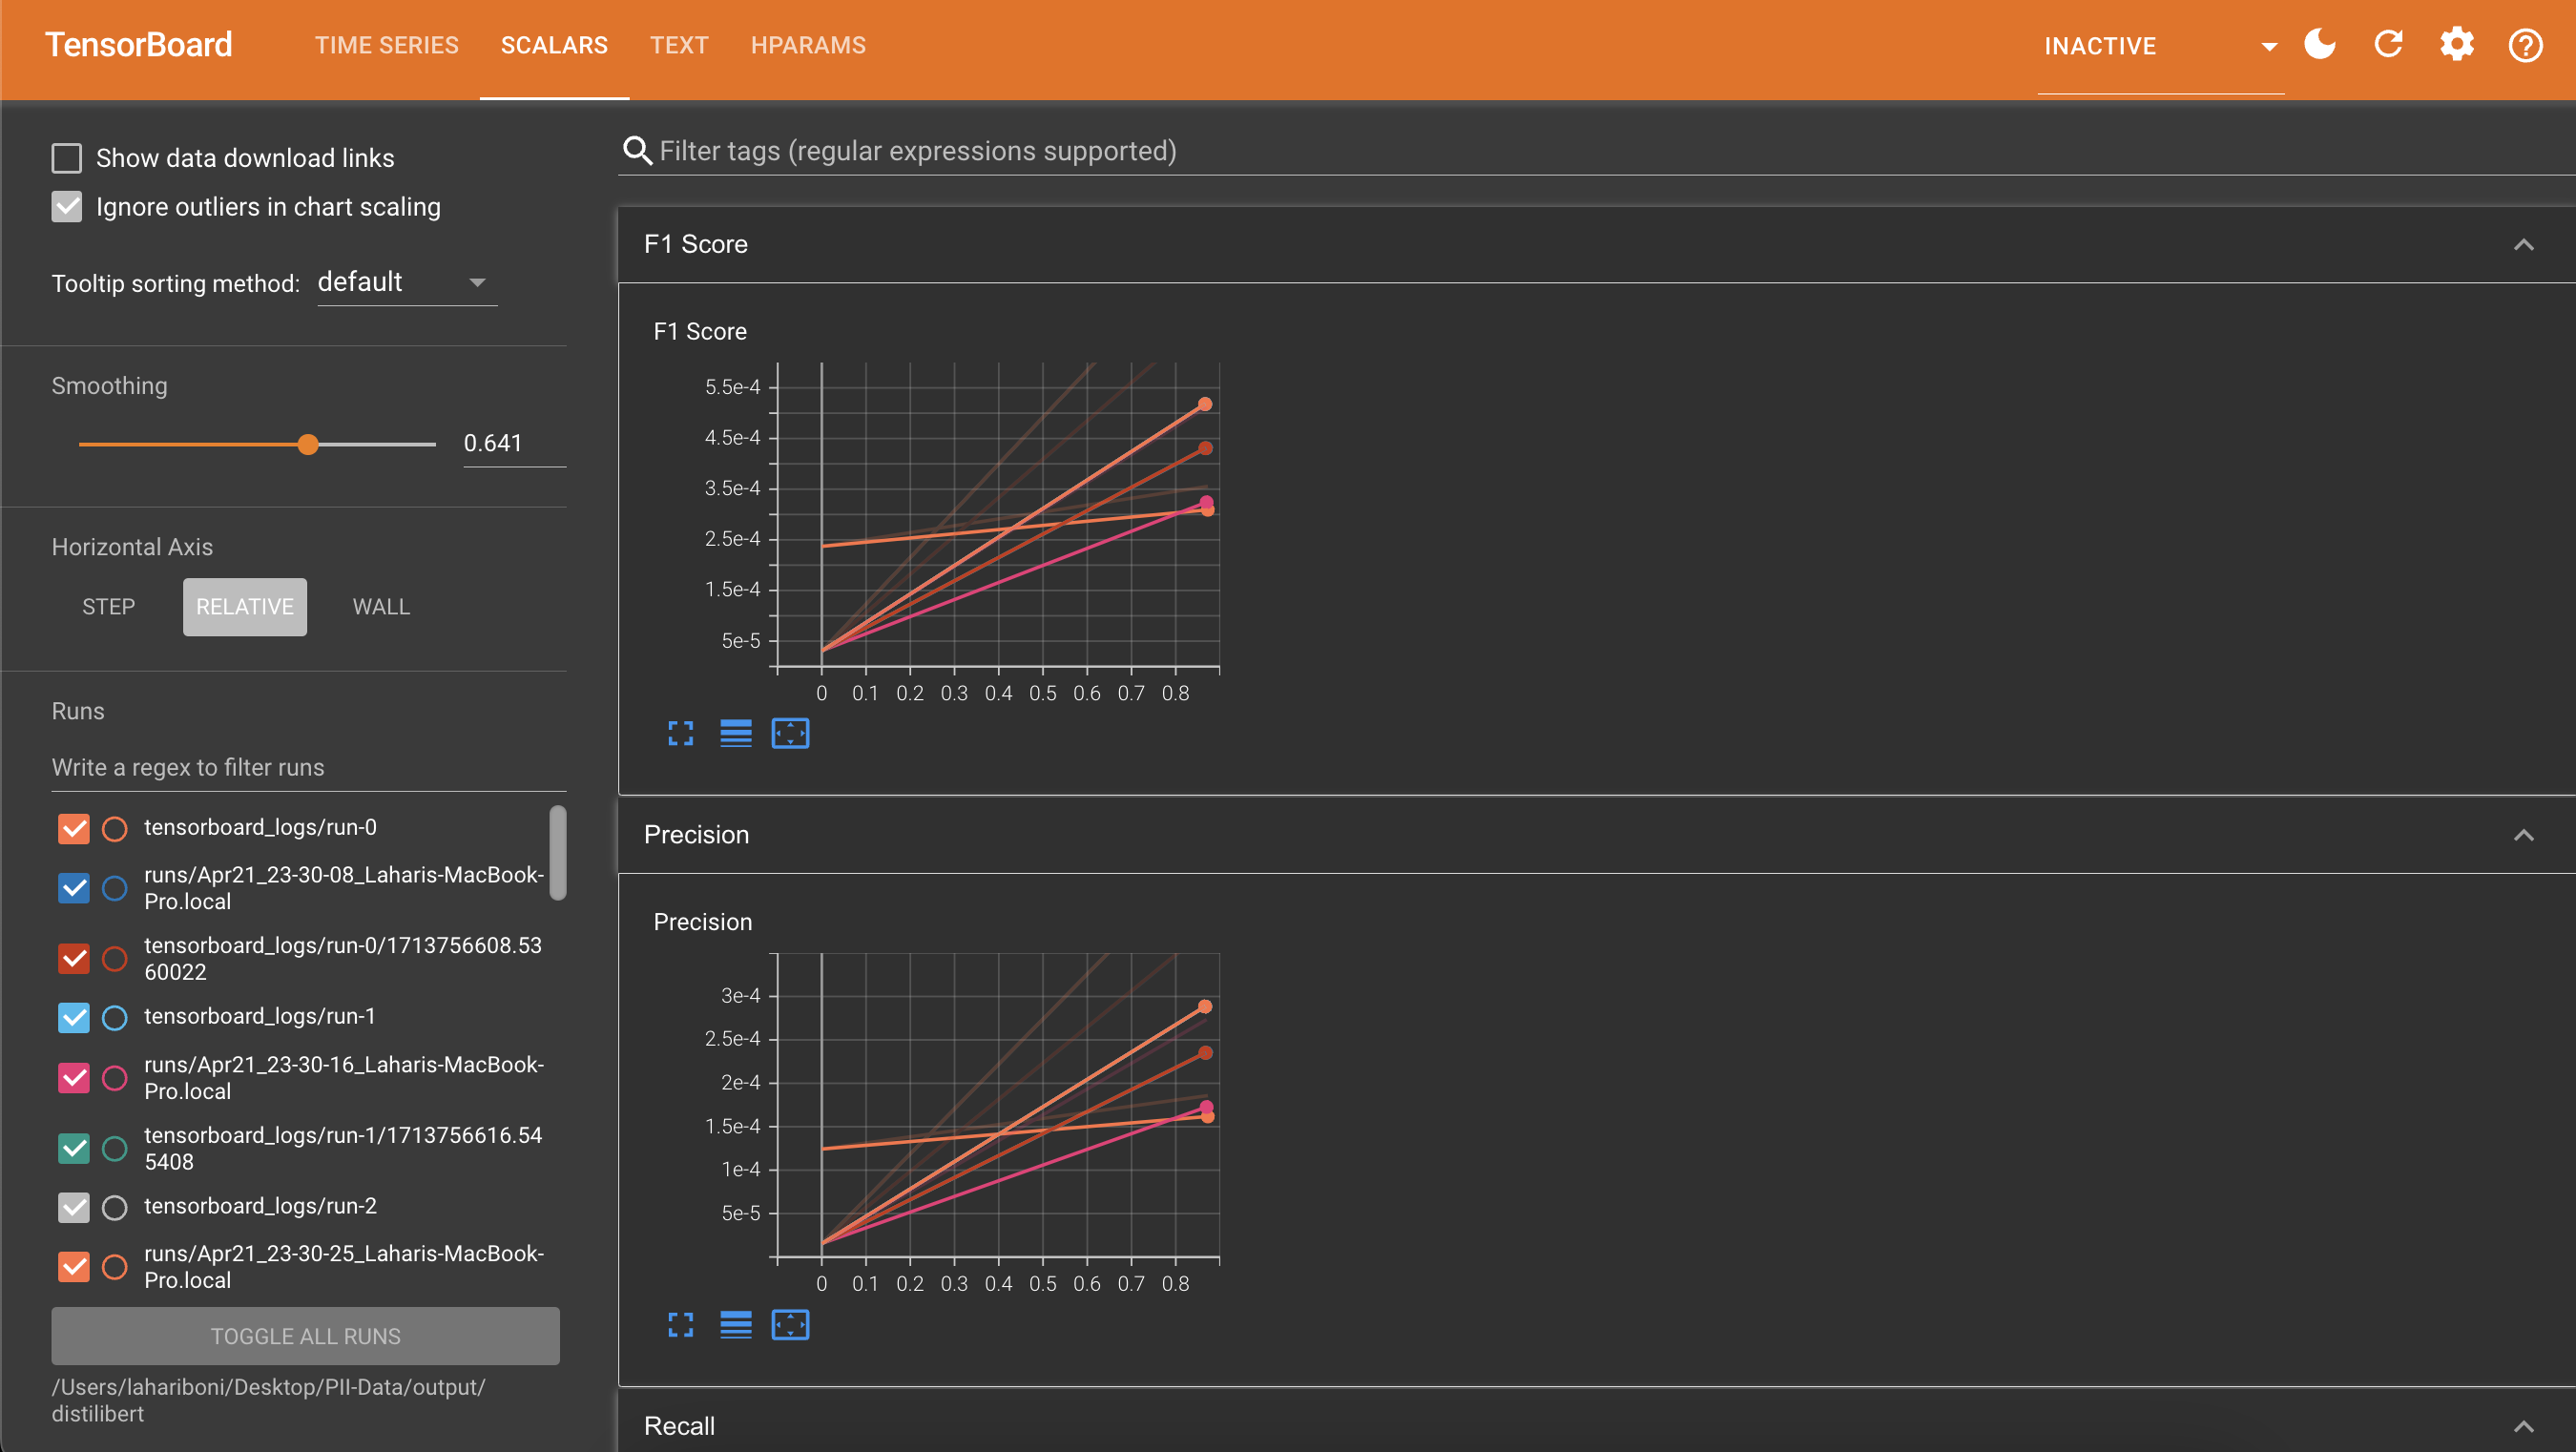 TensorBoard
TIME SERIES
SCALARS
TEXT
HPARAMS
INACTIVE
Show data download links
Ignore outliers in chart scaling
Tooltip sorting method: default
Smoothing
0.641
Horizontal Axis
STEP
RELATIVE
WALL
Runs
Write a regex to filter runs
tensorboard_logs/run-0
runs/Apr21_23-30-08_Laharis-MacBook-
Pro.local
tensorboard_logs/run-0/1713756608.53
60022
tensorboard_logs/run-1
runs/Apr21_23-30-16_Laharis-MacBook-
Pro.local
tensorboard_logs/run-1/1713756616.54
5408
tensorboard_logs/run-2
runs/Apr21_23-30-25_Laharis-MacBook-
Pro.local
TOGGLE ALL RUNS
/Users/lahariboni/Desktop/PII-Data/output/
distilibert
Filter tags (regular expressions supported)
F1 Score
F1 Score
5.5e-4
4.5e-4
3.5e-4
2.5e-4
1.5e-4
5e-5
0 0.1 0.2 0.3 0.4 0.5 0.6 0.7 0.8
Precision
Precision
3e-4
2.5e-4
2e-4
1.5e-4
1e-4
5e-5
0 0.1 0.2 0.3 0.4 0.5 0.6 0.7 0.8
Recall